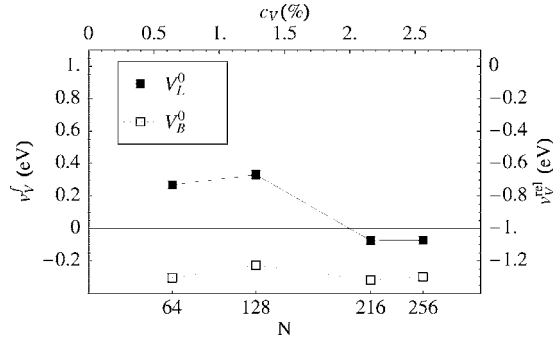 c_V(%)
0 0.5 1 1.5 2 2.5
1. 0
0.8 −0.2
0.6 −0.4
0.4 −0.6
0.2 −0.8
0 −1.
−0.2 −1.2
v_V^f (eV)
v_V^rel (eV)
V_L^0
V_B^0
64 128 216 256
N